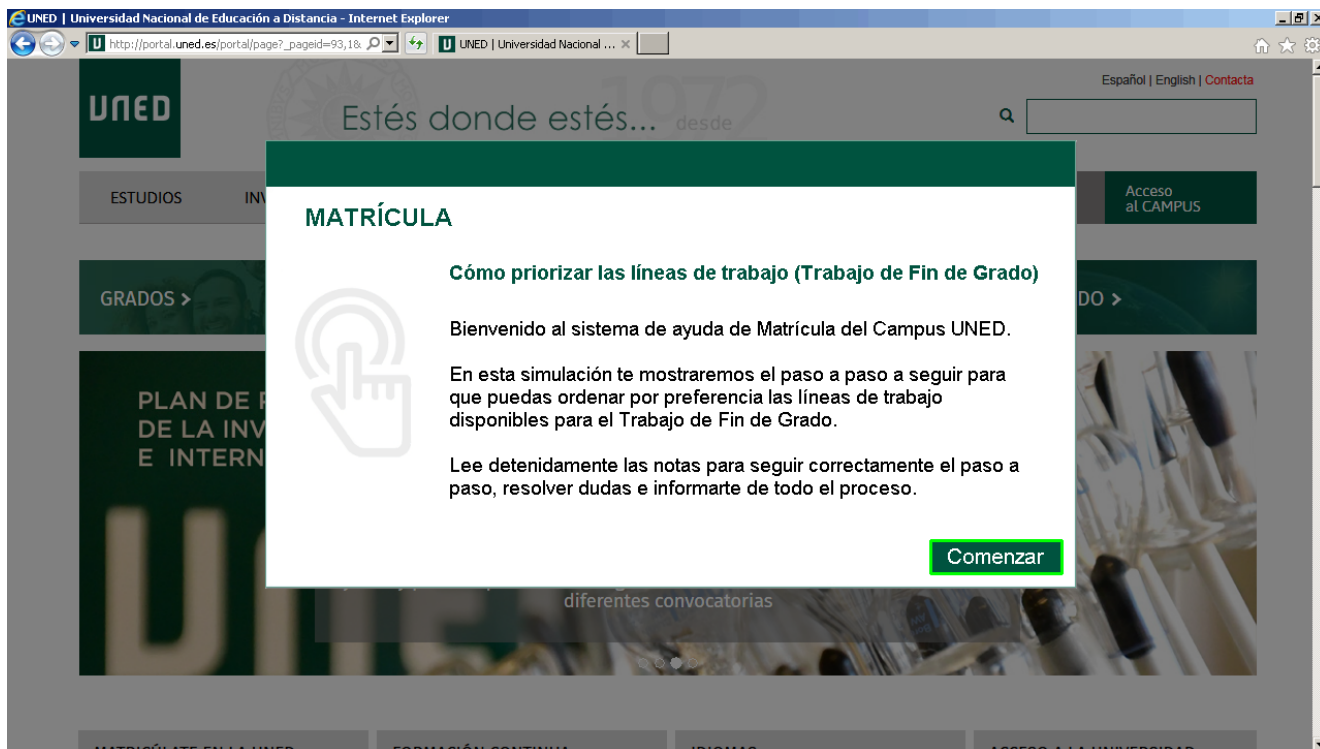 UNED | Universidad Nacional de Educación a Distancia - Internet Explorer
http://portal.uned.es/portal/page?_pageid=93,18
UNED | Universidad Nacional ...
Español | English | Contacta
UNED
Estés donde estés... desde 1972
ESTUDIOS
Acceso
al CAMPUS
MATRÍCULA
Cómo priorizar las líneas de trabajo (Trabajo de Fin de Grado)
GRADOS >
DO >
Bienvenido al sistema de ayuda de Matrícula del Campus UNED.
En esta simulación te mostraremos el paso a paso a seguir para
que puedas ordenar por preferencia las líneas de trabajo
disponibles para el Trabajo de Fin de Grado.
PLAN DE
DE LA INV
E INTERN
Lee detenidamente las notas para seguir correctamente el paso a
paso, resolver dudas e informarte de todo el proceso.
Comenzar
diferentes convocatorias